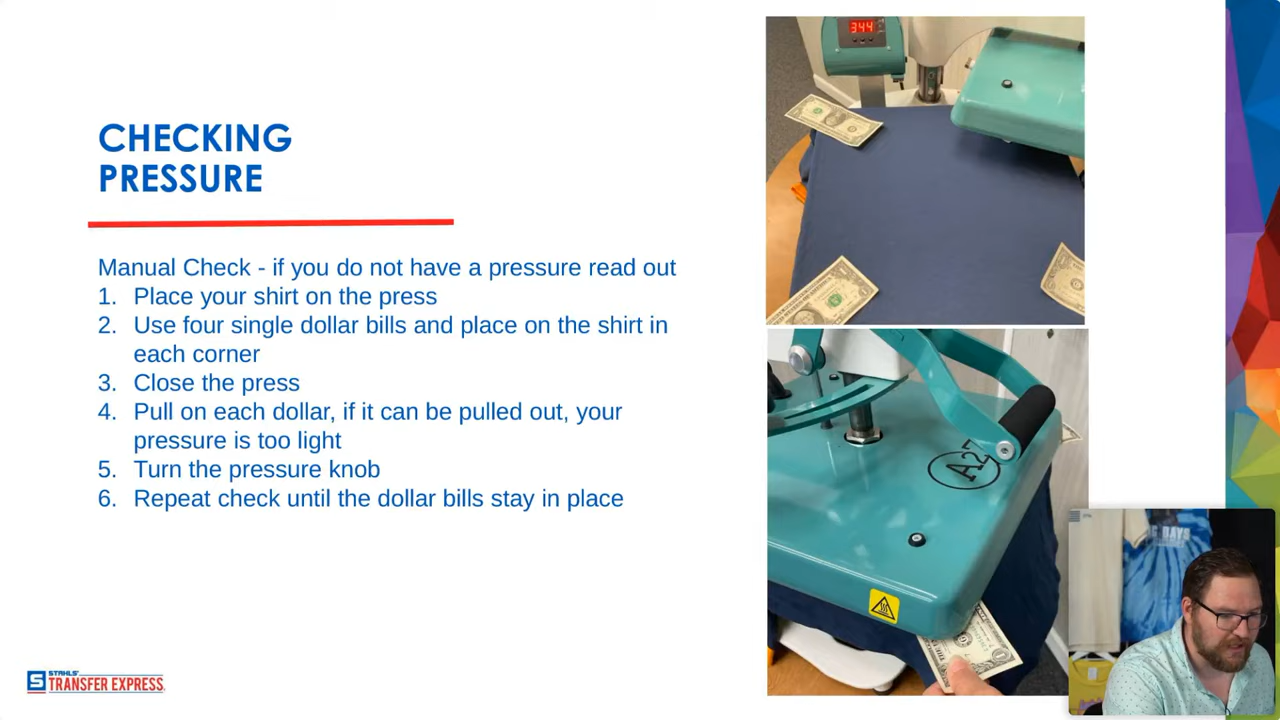 CHECKING
PRESSURE
Manual Check - if you do not have a pressure read out
1. Place your shirt on the press
2. Use four single dollar bills and place on the shirt in
each corner
3. Close the press
4. Pull on each dollar, if it can be pulled out, your
pressure is too light
5. Turn the pressure knob
6. Repeat check until the dollar bills stay in place
344
A27
DAYS
STAHLS'
TRANSFER EXPRESS